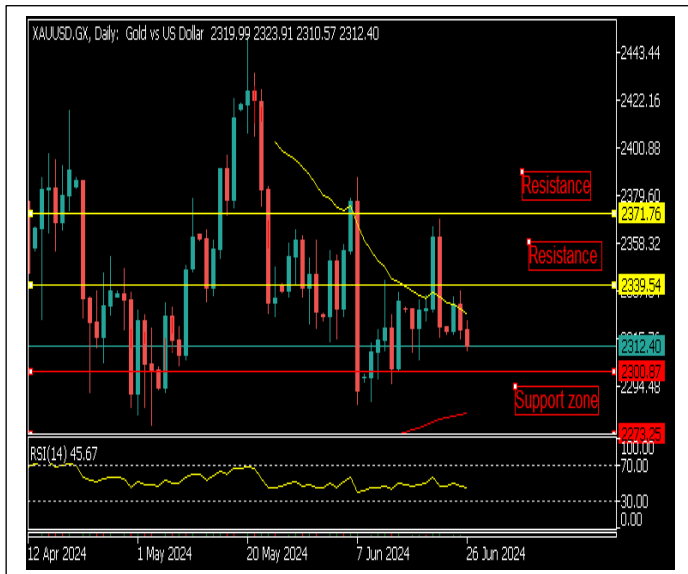 XAUUSD.GX, Daily: Gold vs US Dollar 2319.99 2323.91 2310.57 2312.40
2443.44
2422.16
2400.88
Resistance
2379.60
2371.76
Resistance
2358.32
2339.54
2312.40
2300.87
2294.48
Support zone
2273.25
RSI(14) 45.67
100.00
70.00
30.00
0.00
12 Apr 2024 1 May 2024 20 May 2024 7 Jun 2024 26 Jun 2024